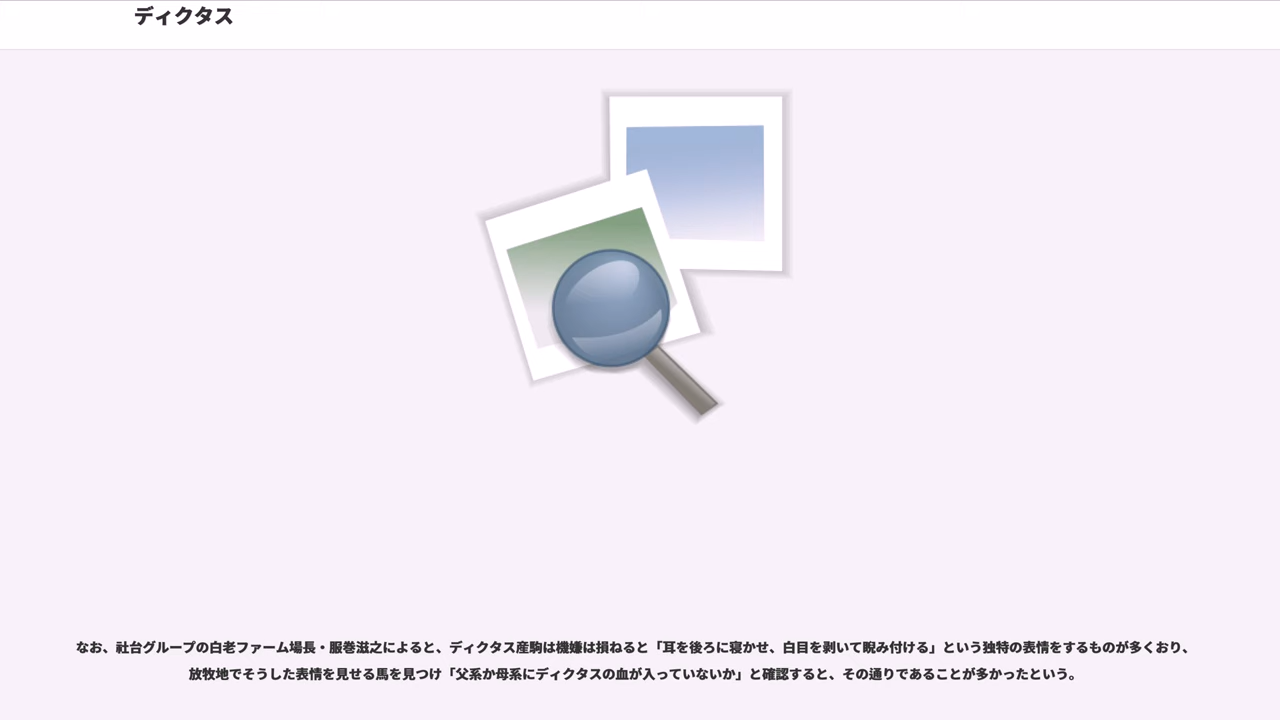 ディクタス
なお、社台グループの白老ファーム場長・服巻滋之によると、ディクタス産駒は機嫌は損ねると「耳を後ろに寝かせ、白目を剥いて睨み付ける」という独特の表情をするものが多くおり、
放牧地でそうした表情を見せる馬を見つけ「父系か母系にディクタスの血が入っていないか」と確認すると、その通りであることが多かったという。